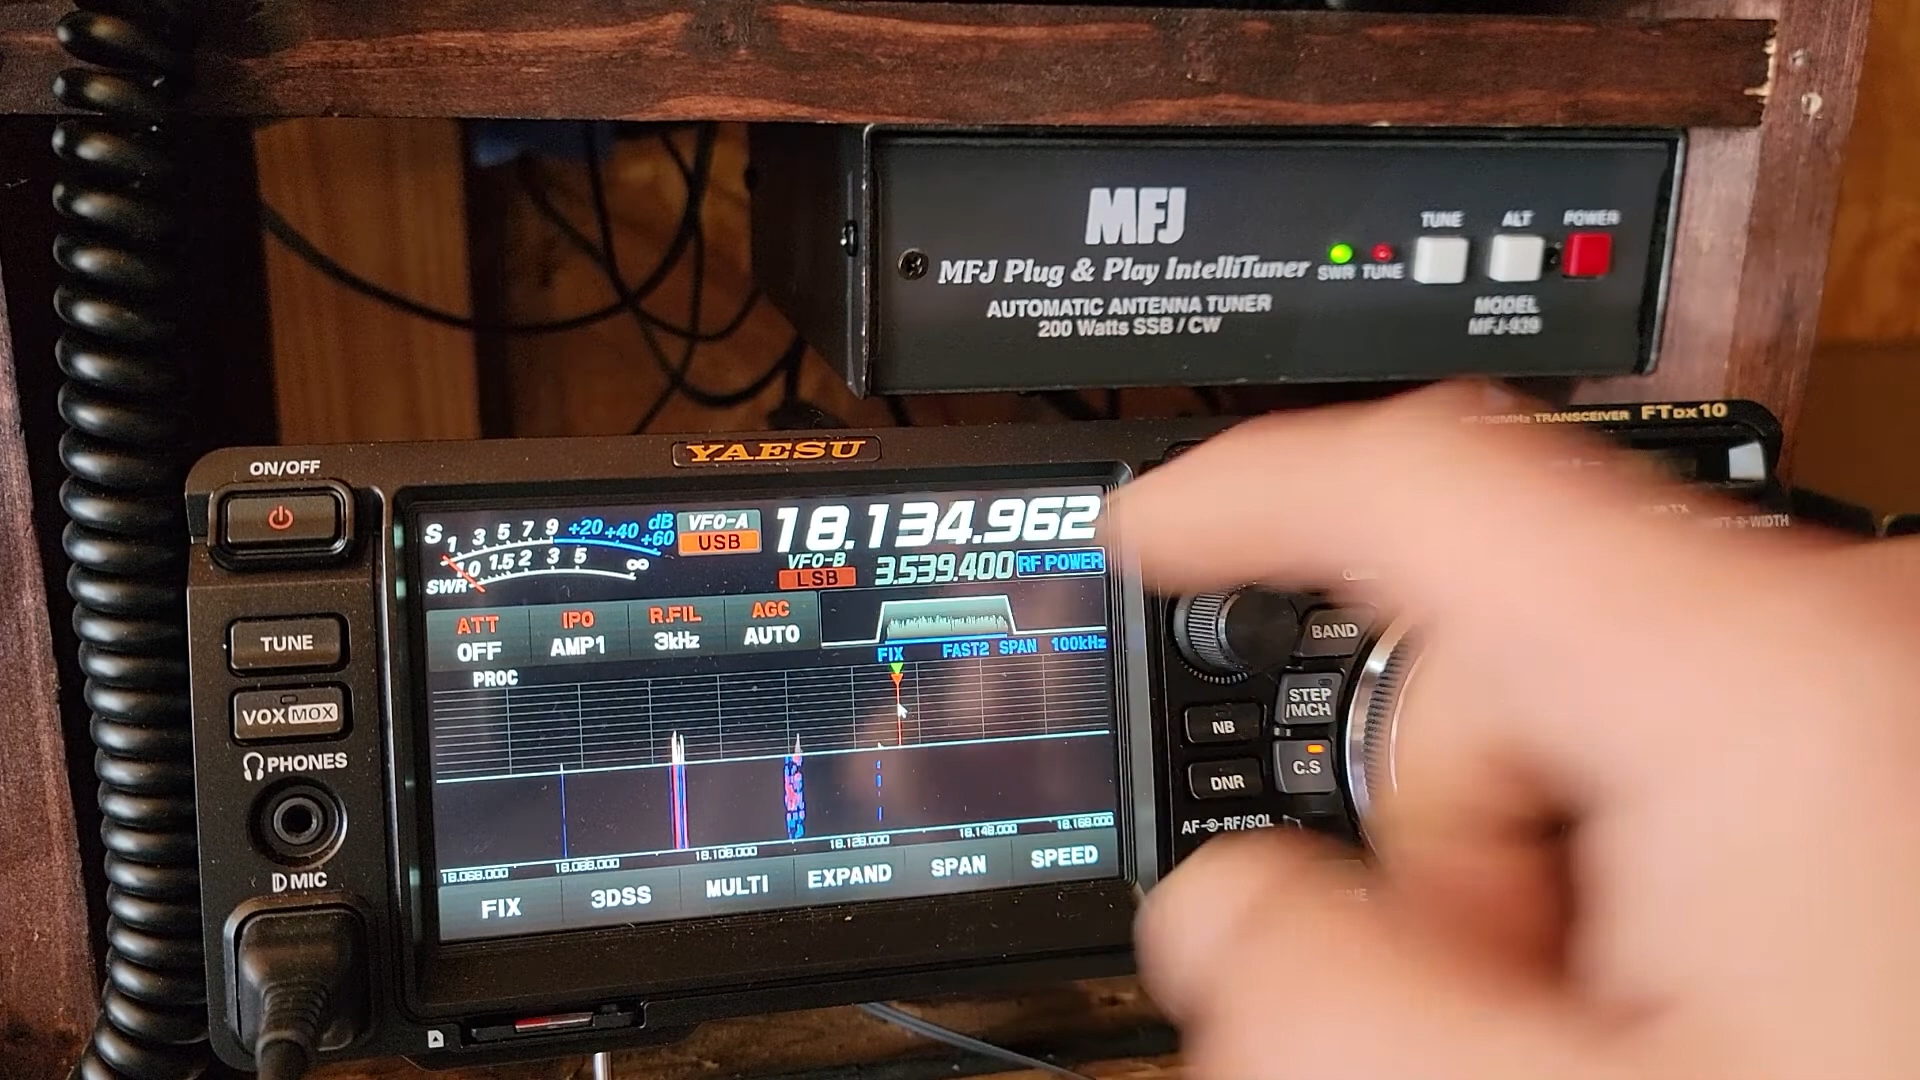 MFJ
MFJ Plug & Play IntelliTuner
AUTOMATIC ANTENNA TUNER
200 Watts SSB / CW
SWR TUNE
TUNE ALT POWER
MODEL
MFJ-939
TRANSCEIVER FTDX10
YAESU
ON/OFF
TUNE
VOX MOX
PHONES
MIC
S 1 3 5 7 9 +20 +40 +60 dB
SWR 1.0 1.5 2 3 5 ∞
VFO-A
USB
18.134.962
VFO-B
LSB
3.539.400
RF POWER
ATT
OFF
IPO
AMP1
R.FIL
3kHz
AGC
AUTO
FIX FAST2 SPAN 100kHz
PROC
18.068.000 18.088.000 18.108.000 18.128.000 18.148.000 18.168.000
FIX 3DSS MULTI EXPAND SPAN SPEED
BAND
STEP
/MCH
NB
C.S
DNR
AF RF/SQL